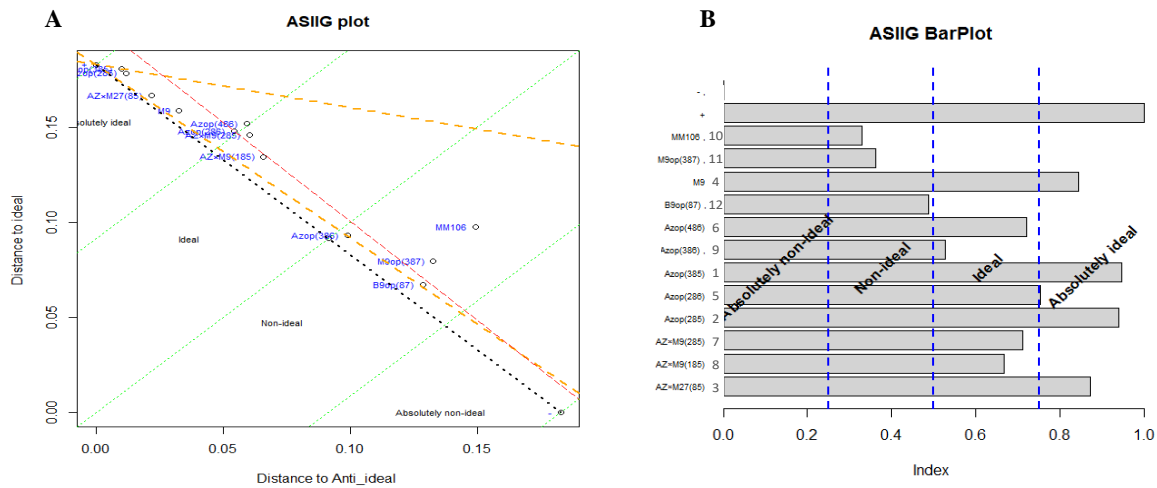 A
ASIIG plot
Azop(286)
AZ×M27(85)
M9
Azop(486)
AZ×M9(285)
AZ×M9(185)
Azop(386)
MM106
M9op(387)
B9op(87)
Ideal
Non-ideal
Absolutely non-ideal
-
0.15
0.10
0.05
0.00
Distance to ideal
0.00
0.05
0.10
0.15
Distance to Anti_ideal
B
ASIIG BarPlot
- .
+
MM106 . 10
M9op(387) . 11
M9 4
B9op(87) . 12
Azop(486) 6
Azop(386) . 9
Azop(385) 1
Azop(286) 5
Azop(285) 2
AZ×M9(285) 7
AZ×M9(185) 8
AZ×M27(85) 3
Absolutely non-ideal
Non-ideal
Ideal
Absolutely ideal
0.0
0.2
0.4
0.6
0.8
1.0
Index